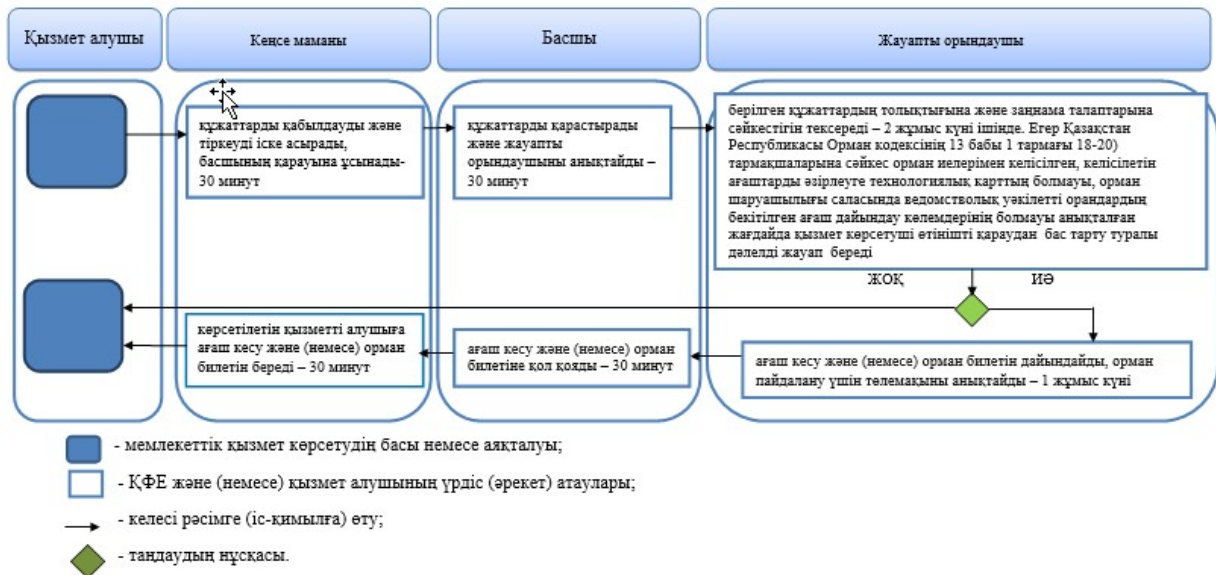 Қызмет алушы
Кеңсе маманы
Басшы
Жауапты орындаушы
құжаттарды қабылдауды және
тіркеуді іске асырады,
басшының қарауына ұсынады-
30 минут
құжаттарды қарастырады
және жауапты
орындаушыны анықтайды –
30 минут
берілген құжаттардың толықтығына және заңнама талаптарына
сәйкестігін тексереді – 2 жұмыс күні ішінде. Егер Қазақстан
Республикасы Орман кодексінің 13 бабы 1 тармағы 18-20)
тармақшаларына сәйкес орман иелерімен келісілген, келісілетін
ағаштарды әзірлеуге технологиялық карттың болмауы, орман
шаруашылығы саласында ведомстволық уәкілетті орандардың
бекітілген ағаш дайындау көлемдерінің болмауы анықталған
жағдайда қызмет көрсетуші өтінішті қараудан бас тарту туралы
дәлелді жауап береді
ЖОҚ
ИӘ
көрсетілетін қызметті алушыға
ағаш кесу және (немесе) орман
билетін береді – 30 минут
ағаш кесу және (немесе) орман
билетіне қол қояды – 30 минут
ағаш кесу және (немесе) орман билетін дайындайды, орман
пайдалану үшін төлемақыны анықтайды – 1 жұмыс күні
- мемлекеттік қызмет көрсетудің басы немесе аяқталуы;
- ҚФЕ және (немесе) қызмет алушының үрдіс (әрекет) атаулары;
- келесі рәсімге (іс-қимылға) өту;
- таңдаудың нұсқасы.